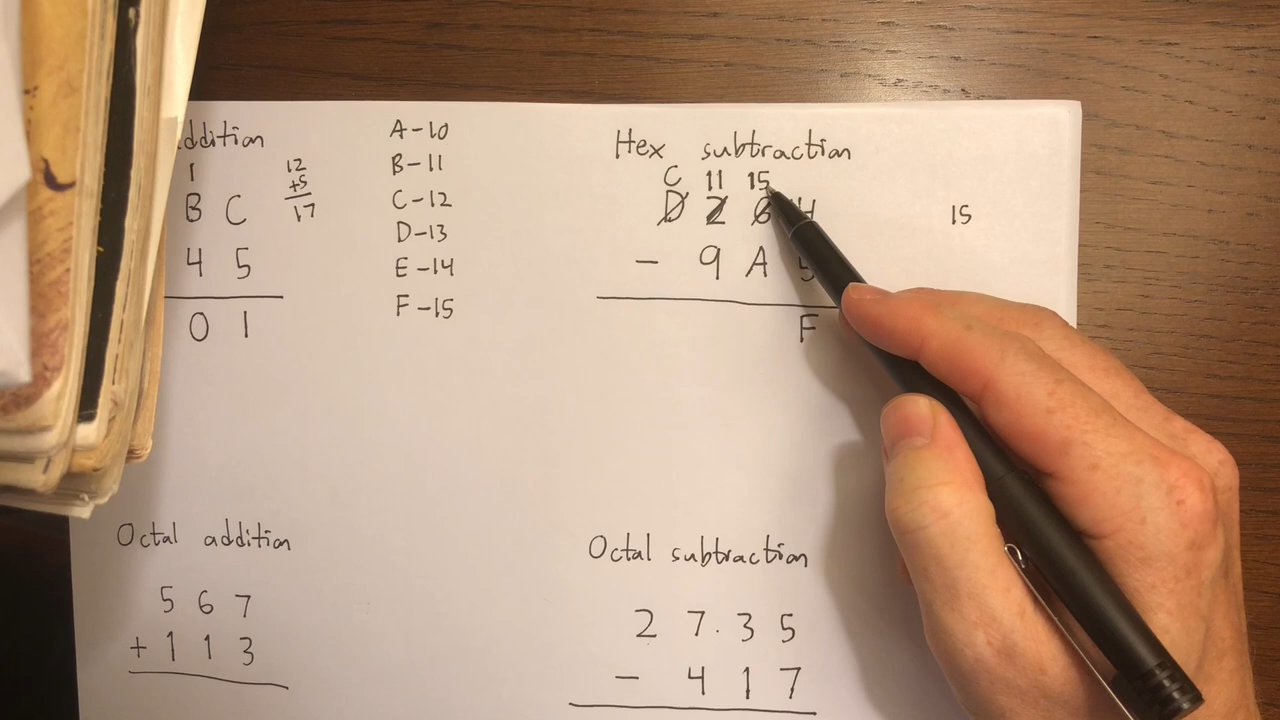 ddition
1
B C
4 5
0 1
12
+5
17
A-10
B-11
C-12
D-13
E-14
F-15
Hex subtraction
C 11 15
D 2 6 4
- 9 A 5
F
15
Octal addition
5 6 7
+ 1 1 3
Octal subtraction
2 7. 3 5
- 4 1 7